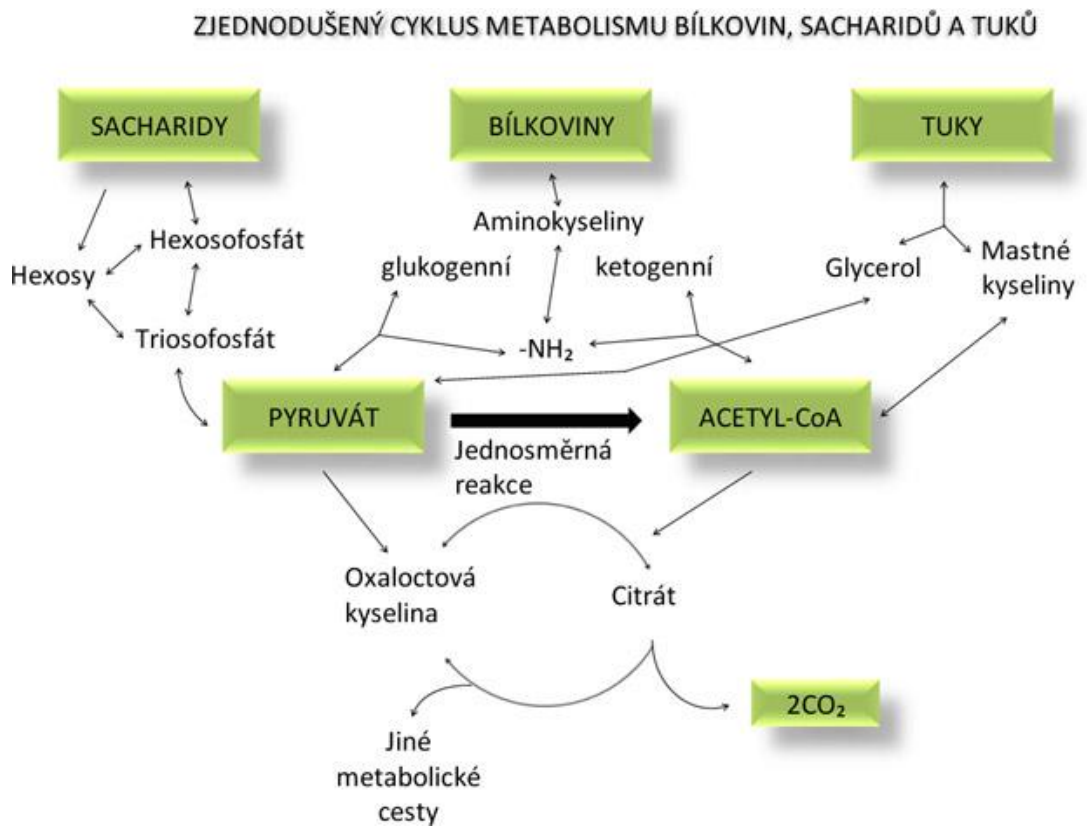 ZJEDNODUŠENÝ CYKLUS METABOLISMU BÍLKOVIN, SACHARIDŮ A TUKŮ
SACHARIDY
BÍLKOVINY
TUKY
Hexosofosfát
Hexosy
Triosofosfát
Aminokyseliny
glukogenní
ketogenní
-NH₂
Glycerol
Mastné
kyseliny
PYRUVÁT
Jednosměrná
reakce
ACETYL-CoA
Oxaloctová
kyselina
Citrát
2CO₂
Jiné
metabolické
cesty